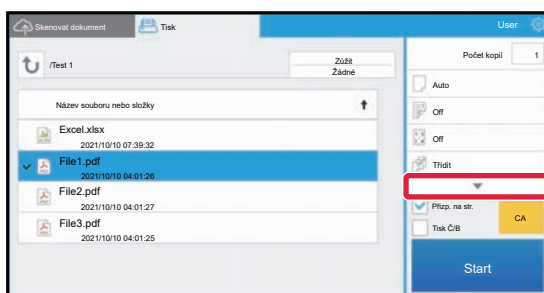 Skenovat dokument
Tisk
User
/Test 1
Zúžit
Žádné
Počet kopií 1
Název souboru nebo složky
Auto
Off
Off
Třídit
Excel.xlsx
2021/10/10 07:39:32
File1.pdf
2021/10/10 04:01:26
File2.pdf
2021/10/10 04:01:27
File3.pdf
2021/10/10 04:01:25
Přizp. na str.
Tisk Č/B
CA
Start